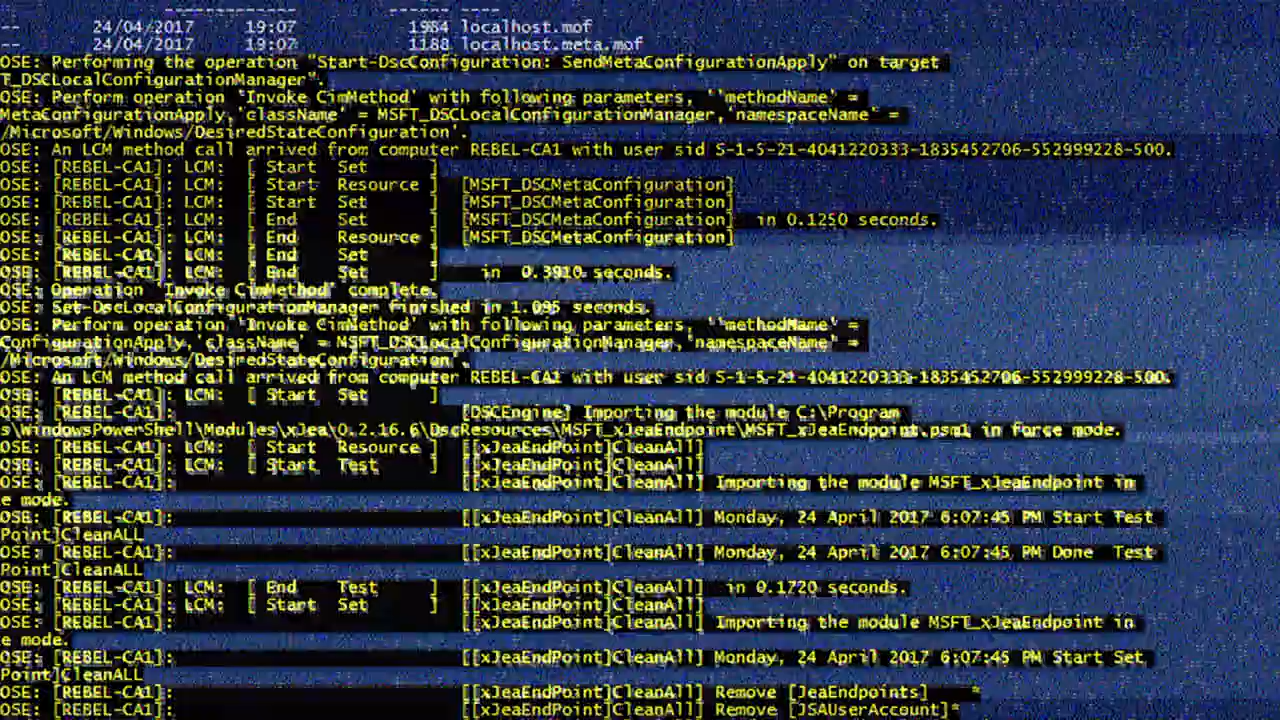 -- 24/04/2017 19:07 1984 localhost.mof
-- 24/04/2017 19:07 1188 localhost.meta.mof
OSE: Performing the operation "Start-DscConfiguration: SendMetaConfigurationApply" on target
T_DSCLocalConfigurationManager".
OSE: Perform operation 'Invoke CimMethod' with following parameters, ''methodName' =
MetaConfigurationApply,'className' = MSFT_DSCLocalConfigurationManager,'namespaceName' =
/Microsoft/Windows/DesiredStateConfiguration'.
OSE: An LCM method call arrived from computer REBEL-CA1 with user sid S-1-5-21-4041220333-1835452706-552999228-500.
OSE: [REBEL-CA1]: LCM: [ Start Set ]
OSE: [REBEL-CA1]: LCM: [ Start Resource ] [MSFT_DSCMetaConfiguration]
OSE: [REBEL-CA1]: LCM: [ Start Set ] [MSFT_DSCMetaConfiguration]
OSE: [REBEL-CA1]: LCM: [ End Set ] [MSFT_DSCMetaConfiguration] in 0.1250 seconds.
OSE: [REBEL-CA1]: LCM: [ End Resource ] [MSFT_DSCMetaConfiguration]
OSE: [REBEL-CA1]: LCM: [ End Set ]
OSE: [REBEL-CA1]: LCM: [ End Set ] in 0.3910 seconds.
OSE: Operation 'Invoke CimMethod' complete.
OSE: Set-DscLocalConfigurationManager finished in 1.095 seconds.
OSE: Perform operation 'Invoke CimMethod' with following parameters, ''methodName' =
ConfigurationApply,'className' = MSFT_DSCLocalConfigurationManager,'namespaceName' =
/Microsoft/Windows/DesiredStateConfiguration'.
OSE: An LCM method call arrived from computer REBEL-CA1 with user sid S-1-5-21-4041220333-1835452706-552999228-500.
OSE: [REBEL-CA1]: LCM: [ Start Set ]
OSE: [REBEL-CA1]: [DSCEngine] Importing the module C:\Program
s\WindowsPowerShell\Modules\xJea\0.2.16.6\DscResources\MSFT_xJeaEndpoint\MSFT_xJeaEndpoint.psm1 in force mode.
OSE: [REBEL-CA1]: LCM: [ Start Resource ] [[xJeaEndPoint]CleanAll]
OSE: [REBEL-CA1]: LCM: [ Start Test ] [[xJeaEndPoint]CleanAll]
OSE: [REBEL-CA1]: [[xJeaEndPoint]CleanAll] Importing the module MSFT_xJeaEndpoint in
e mode.
OSE: [REBEL-CA1]: [[xJeaEndPoint]CleanAll] Monday, 24 April 2017 6:07:45 PM Start Test
Point]CleanALL
OSE: [REBEL-CA1]: [[xJeaEndPoint]CleanAll] Monday, 24 April 2017 6:07:45 PM Done Test
Point]CleanALL
OSE: [REBEL-CA1]: LCM: [ End Test ] [[xJeaEndPoint]CleanAll] in 0.1720 seconds.
OSE: [REBEL-CA1]: LCM: [ Start Set ] [[xJeaEndPoint]CleanAll]
OSE: [REBEL-CA1]: [[xJeaEndPoint]CleanAll] Importing the module MSFT_xJeaEndpoint in
e mode.
OSE: [REBEL-CA1]: [[xJeaEndPoint]CleanAll] Monday, 24 April 2017 6:07:45 PM Start Set
Point]CleanALL
OSE: [REBEL-CA1]: [[xJeaEndPoint]CleanAll] Remove [JeaEndpoints] *
OSE: [REBEL-CA1]: [[xJeaEndPoint]CleanAll] Remove [JSAUserAccount]*